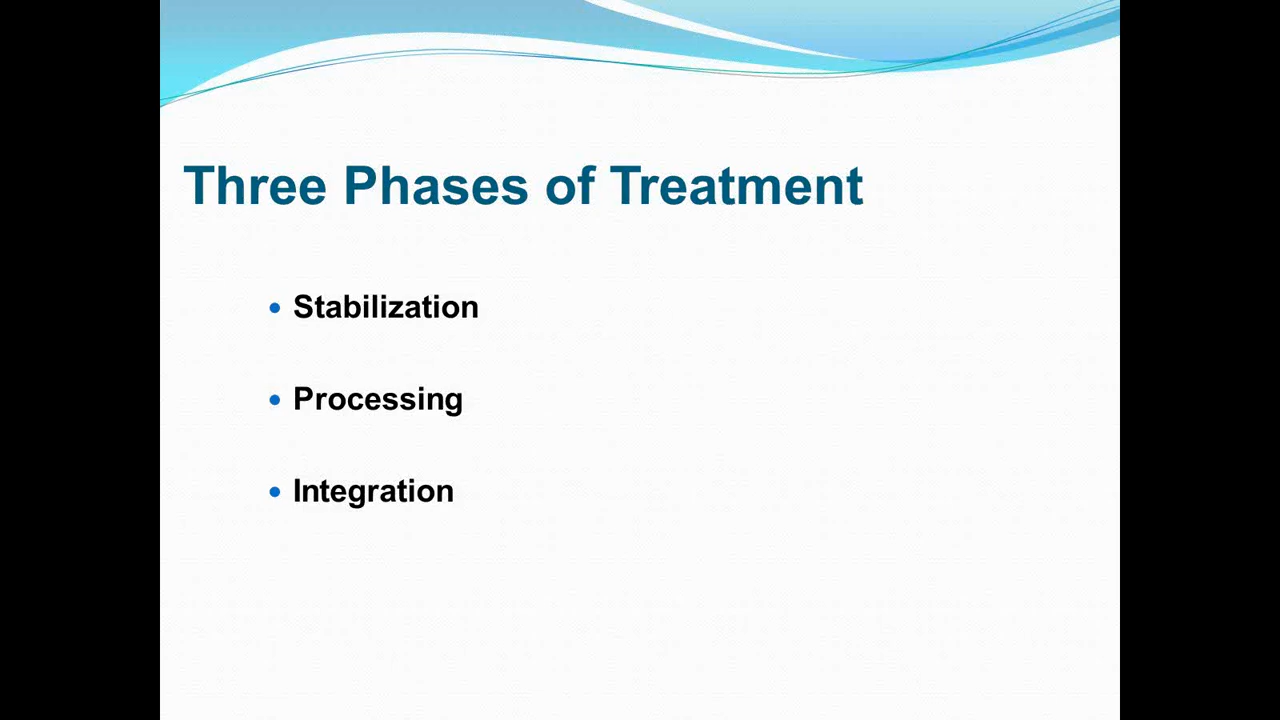 Three Phases of Treatment
• Stabilization
• Processing
• Integration